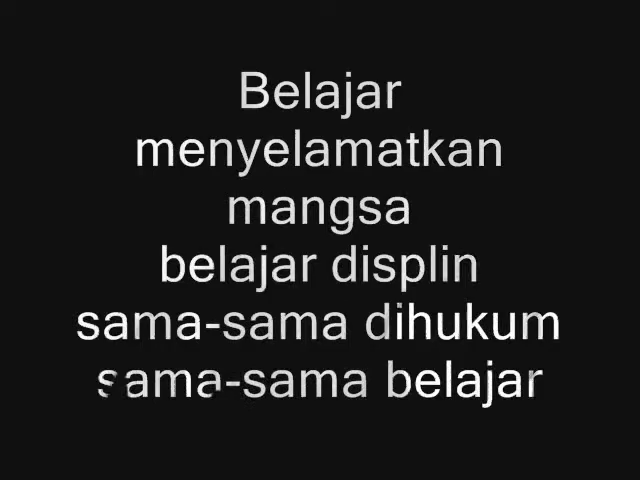 Belajar
menyelamatkan
mangsa
belajar displin
sama-sama dihukum
sama-sama belajar